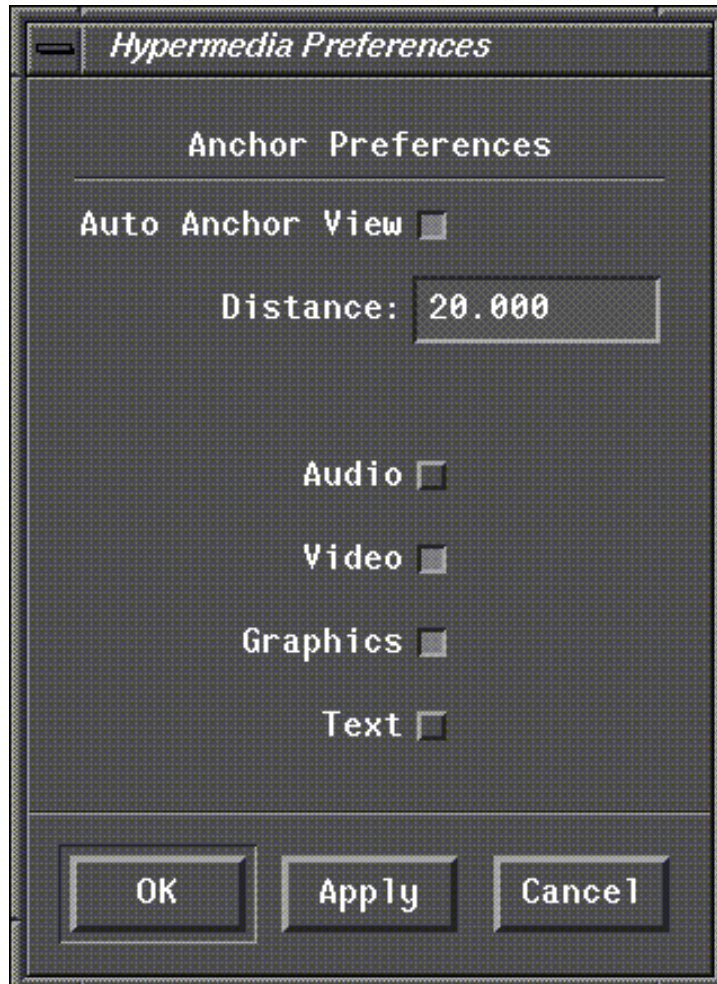 Hypermedia Preferences
Anchor Preferences
Auto Anchor View
Distance: 20.000
Audio
Video
Graphics
Text
OK Apply Cancel